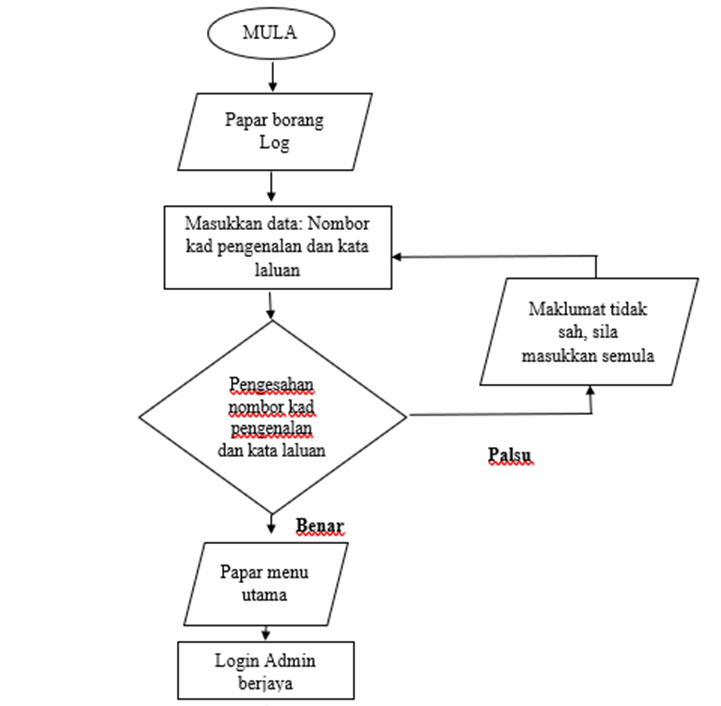 MULA
Papar borang
Log
Masukkan data: Nombor
kad pengenalan dan kata
laluan
Maklumat tidak
sah, sila
masukkan semula
Pengesahan
nombor kad
pengenalan
dan kata laluan
Palsu
Benar
Papar menu
utama
Login Admin
berjaya